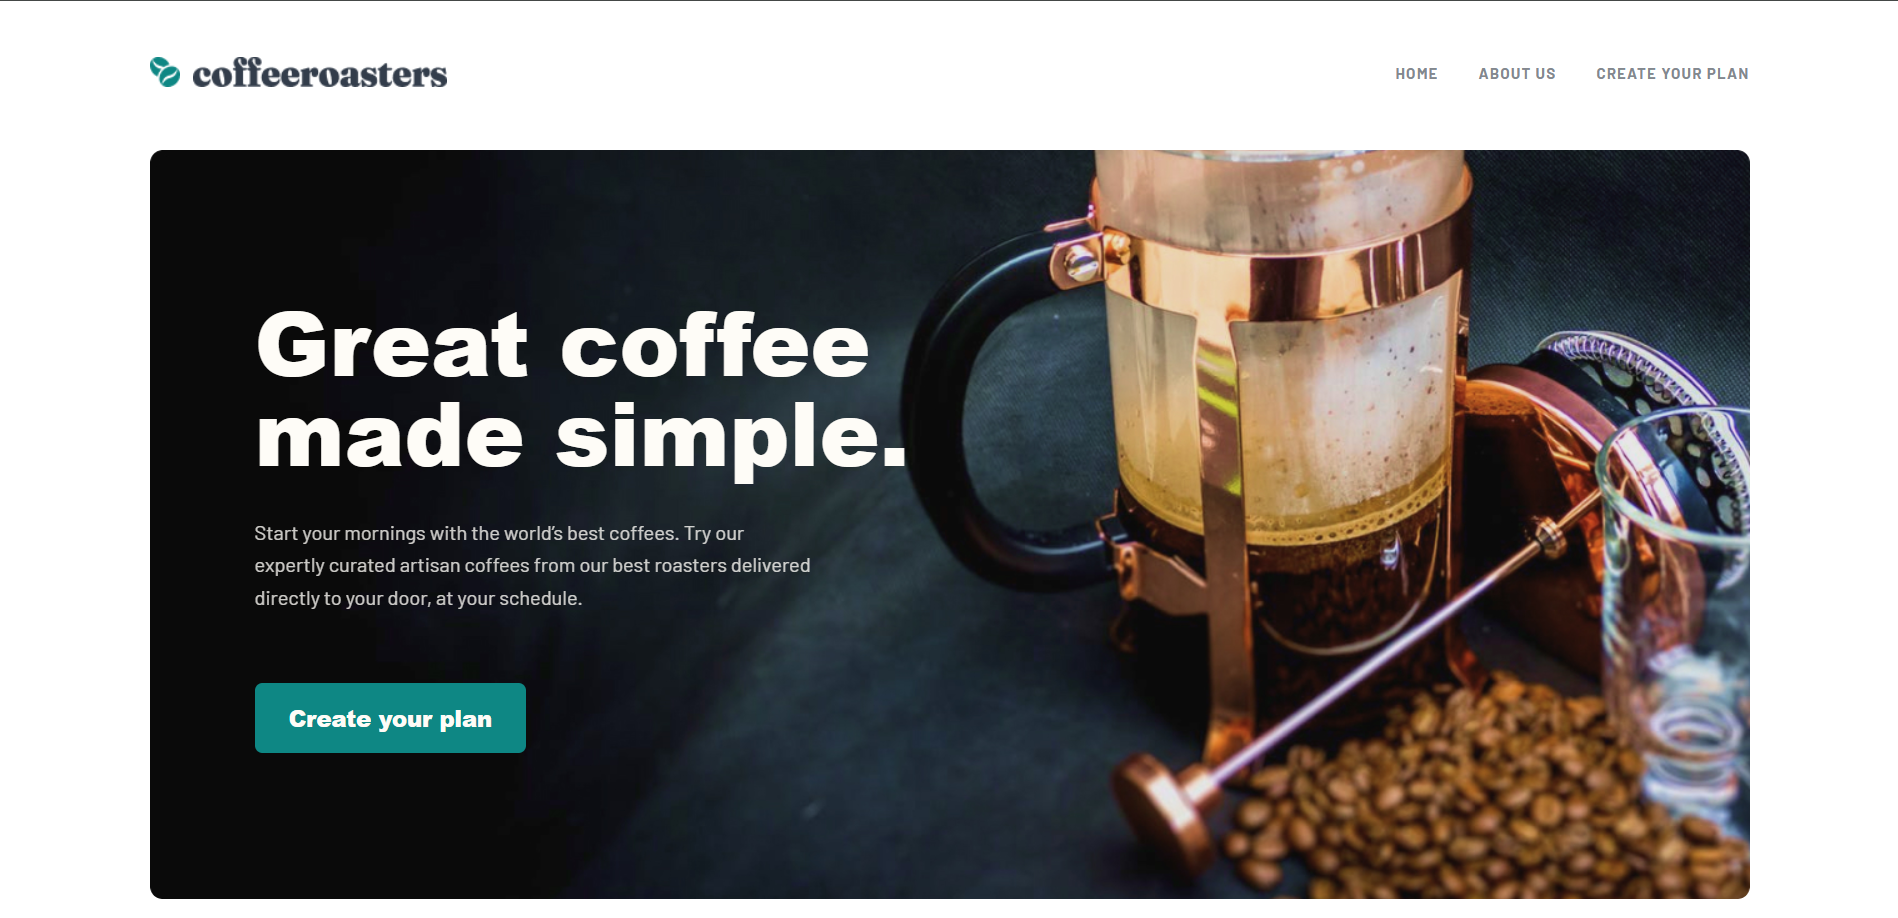 coffeeroasters
HOME ABOUT US CREATE YOUR PLAN
Great coffee
made simple.
Start your mornings with the world’s best coffees. Try our
expertly curated artisan coffees from our best roasters delivered
directly to your door, at your schedule.
Create your plan